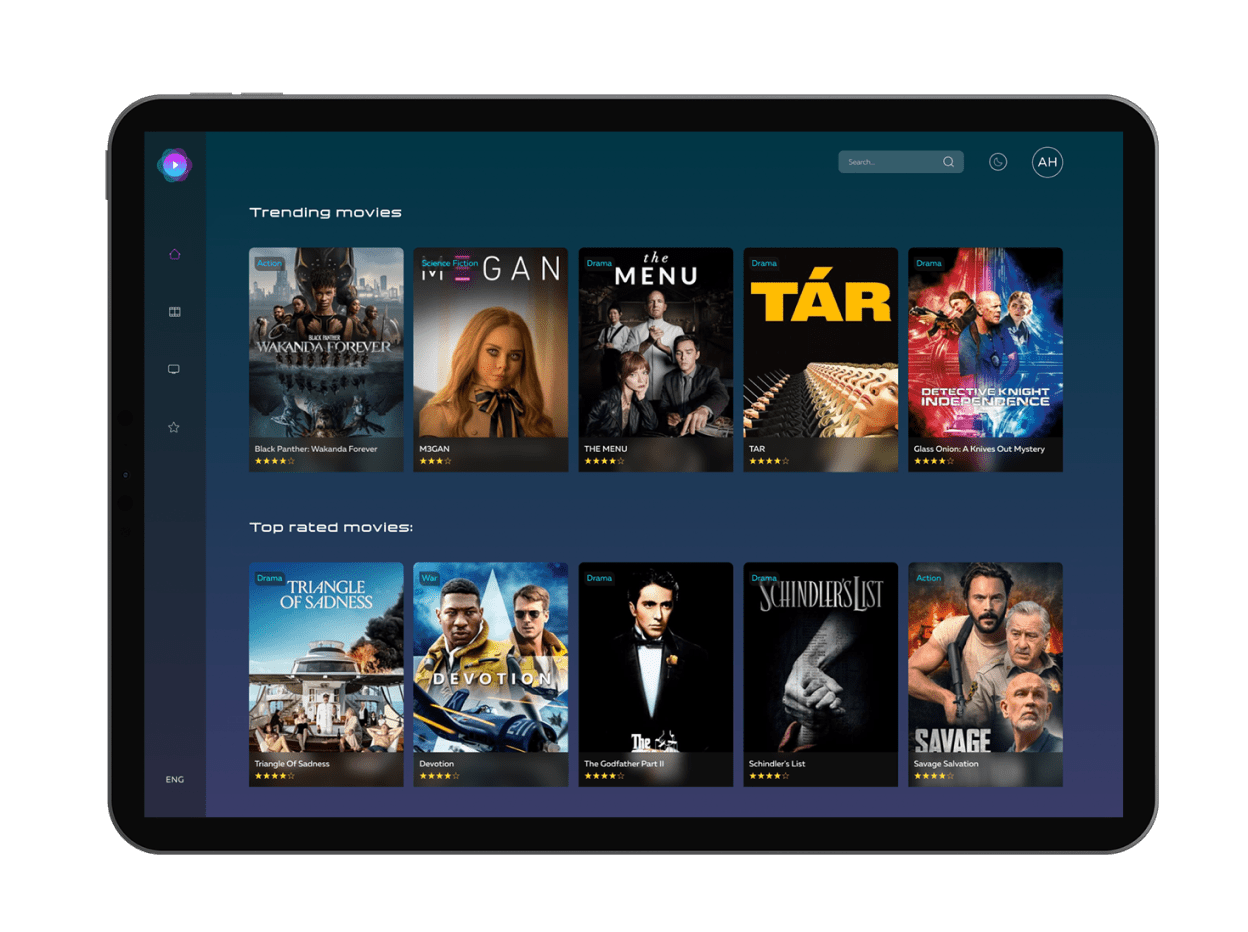 Search..
AH
Trending movies
Action
BLACK PANTHER
WAKANDA FOREVER
Black Panther: Wakanda Forever
Science Fiction
M3GAN
M3GAN
Drama
the
MENU
THE MENU
Drama
TÁR
TAR
Drama
DETECTIVE KNIGHT
INDEPENDENCE
Glass Onion: A Knives Out Mystery
Top rated movies:
Drama
TRIANGLE
OF SADNESS
Triangle Of Sadness
War
DEVOTION
Devotion
Drama
The
The Godfather Part II
Drama
SCHINDLER'S LIST
Schindler's List
Action
SAVAGE
Savage Salvation
ENG